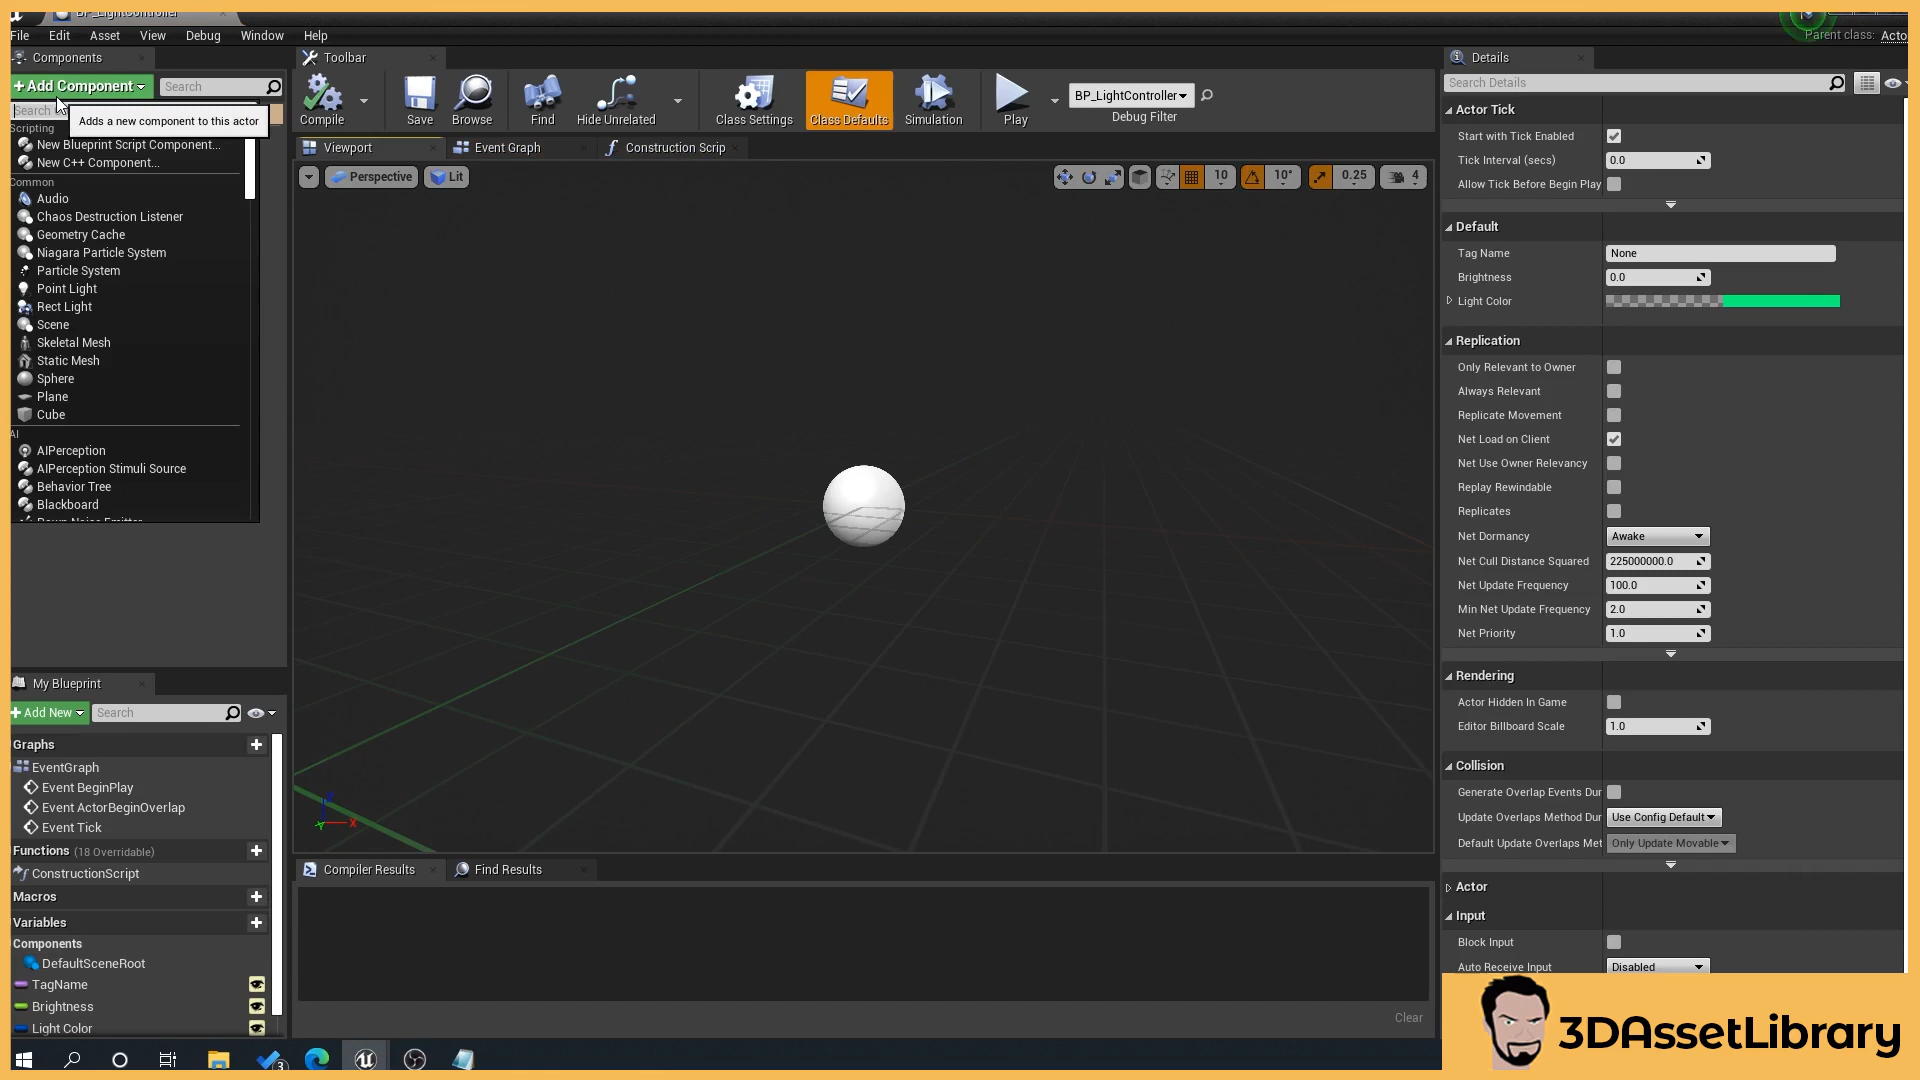 BP_LightController
File Edit Asset View Debug Window Help
Parent class: Acto
Components
Toolbar
Details
+ Add Component
Search
Search
Adds a new component to this actor
Scripting
New Blueprint Script Component...
New C++ Component...
Common
Audio
Chaos Destruction Listener
Geometry Cache
Niagara Particle System
Particle System
Point Light
Rect Light
Scene
Skeletal Mesh
Static Mesh
Sphere
Plane
Cube
AI
AIPerception
AIPerception Stimuli Source
Behavior Tree
Blackboard
Compile
Save
Browse
Find
Hide Unrelated
Class Settings
Class Defaults
Simulation
Play
BP_LightController
Debug Filter
Viewport
Event Graph
Construction Scrip
Perspective
Lit
10
10°
0.25
4
X
My Blueprint
+ Add New
Search
Graphs
EventGraph
Event BeginPlay
Event ActorBeginOverlap
Event Tick
Functions (18 Overridable)
ConstructionScript
Macros
Variables
Components
DefaultSceneRoot
TagName
Brightness
Light Color
Compiler Results
Find Results
Clear
Search Details
Actor Tick
Start with Tick Enabled
Tick Interval (secs) 0.0
Allow Tick Before Begin Play
Default
Tag Name None
Brightness 0.0
Light Color
Replication
Only Relevant to Owner
Always Relevant
Replicate Movement
Net Load on Client
Net Use Owner Relevancy
Replay Rewindable
Replicates
Net Dormancy Awake
Net Cull Distance Squared 225000000.0
Net Update Frequency 100.0
Min Net Update Frequency 2.0
Net Priority 1.0
Rendering
Actor Hidden In Game
Editor Billboard Scale 1.0
Collision
Generate Overlap Events Dur
Update Overlaps Method Dur Use Config Default
Default Update Overlaps Met Only Update Movable
Actor
Input
Block Input
Auto Receive Input Disabled
3
3DAssetLibrary